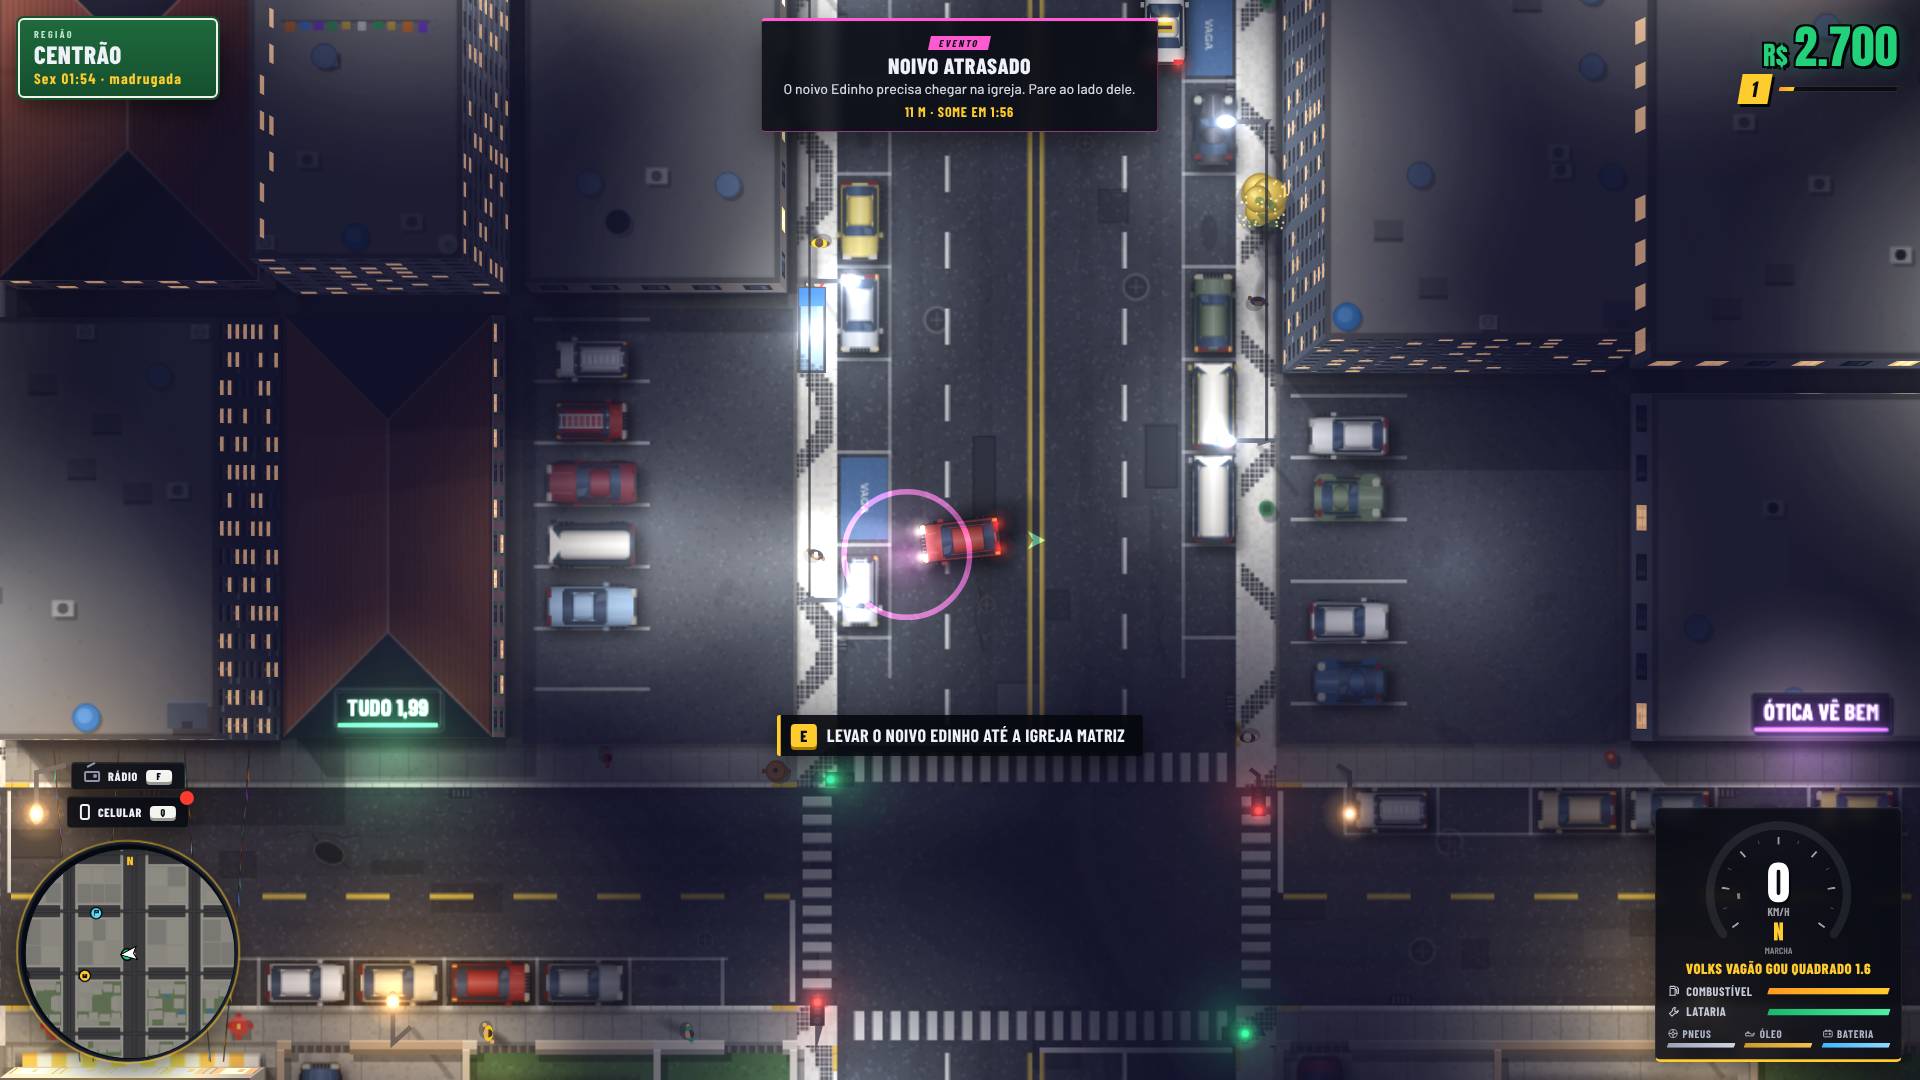 REGIÃO
CENTRÃO
Sex 01:54 · madrugada
EVENTO
NOIVO ATRASADO
O noivo Edinho precisa chegar na igreja. Pare ao lado dele.
11 M · SOME EM 1:56
R$ 2.700
1
VAGA
VAGA
TUDO 1,99
ÓTICA VÊ BEM
E LEVAR O NOIVO EDINHO ATÉ A IGREJA MATRIZ
RÁDIO F
CELULAR Q
N
P
0
KM/H
N
MARCHA
VOLKS VAGÃO GOU QUADRADO 1.6
COMBUSTÍVEL
LATARIA
PNEUS ÓLEO BATERIA